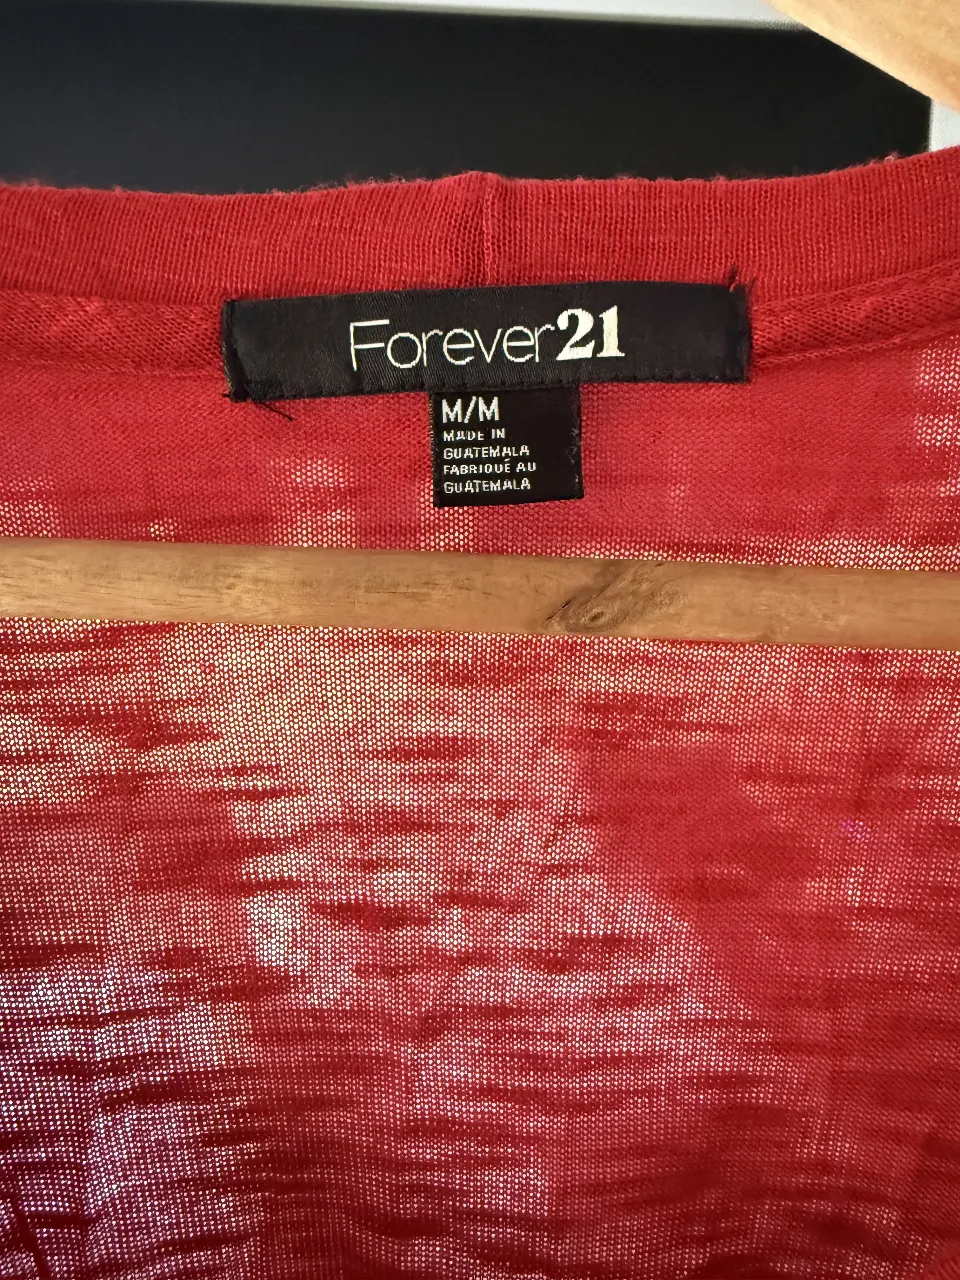 Forever21
M/M
MADE IN
GUATEMALA
FABRIQUÉ AU
GUATEMALA